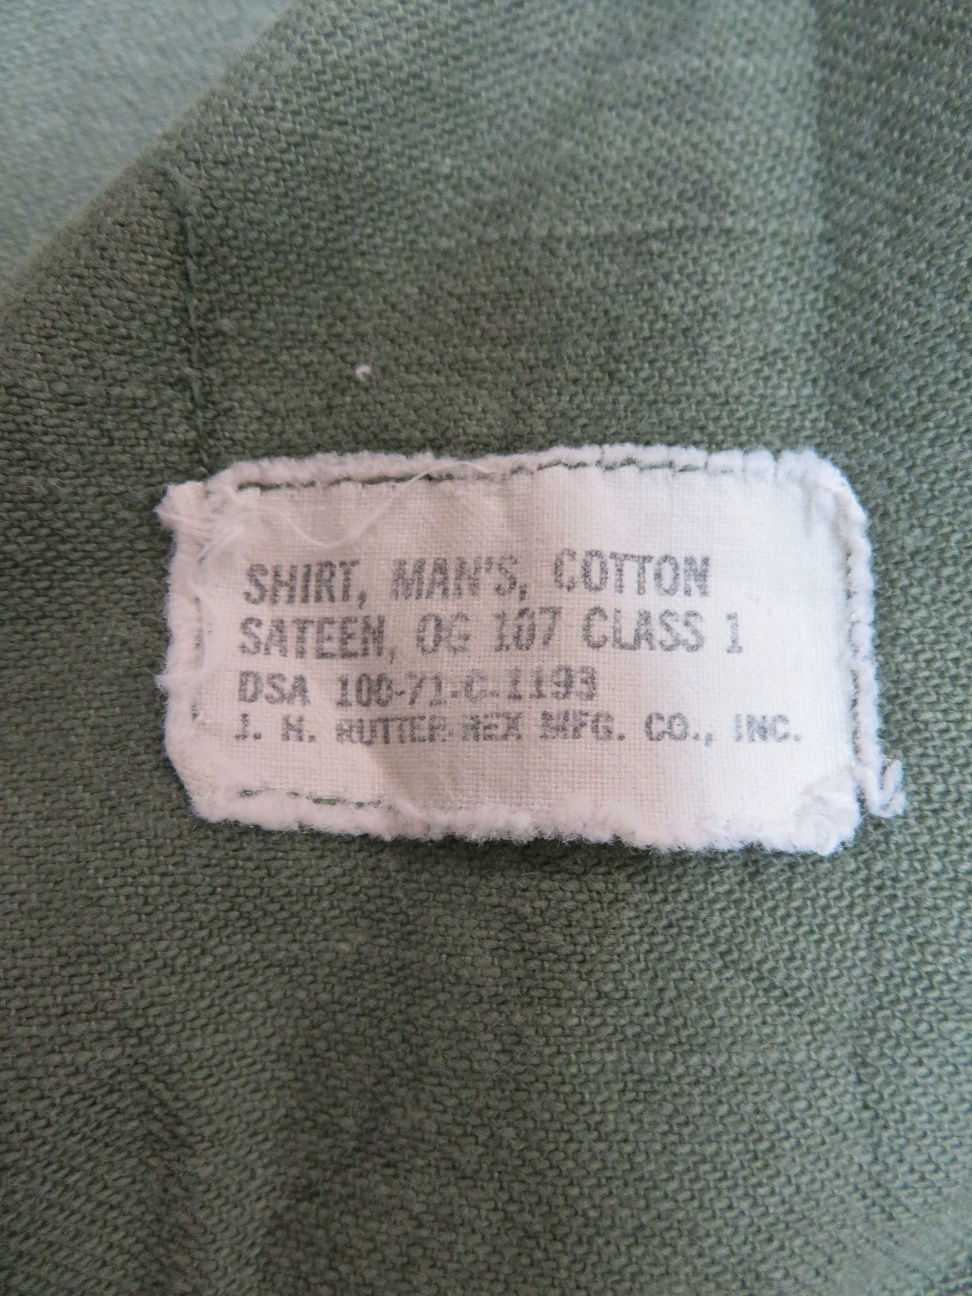 SHIRT, MAN'S, COTTON
SATEEN, OG 107 CLASS 1
DSA 100-71-C-1193
J. H. RUTTER REX MFG. CO., INC.